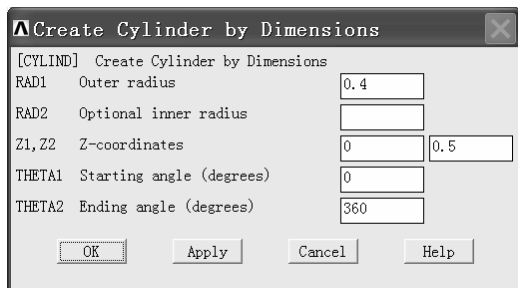 Create Cylinder by Dimensions
[CYLIND] Create Cylinder by Dimensions
RAD1 Outer radius 0.4
RAD2 Optional inner radius
Z1,Z2 Z-coordinates 0 0.5
THETA1 Starting angle (degrees) 0
THETA2 Ending angle (degrees) 360
OK Apply Cancel Help